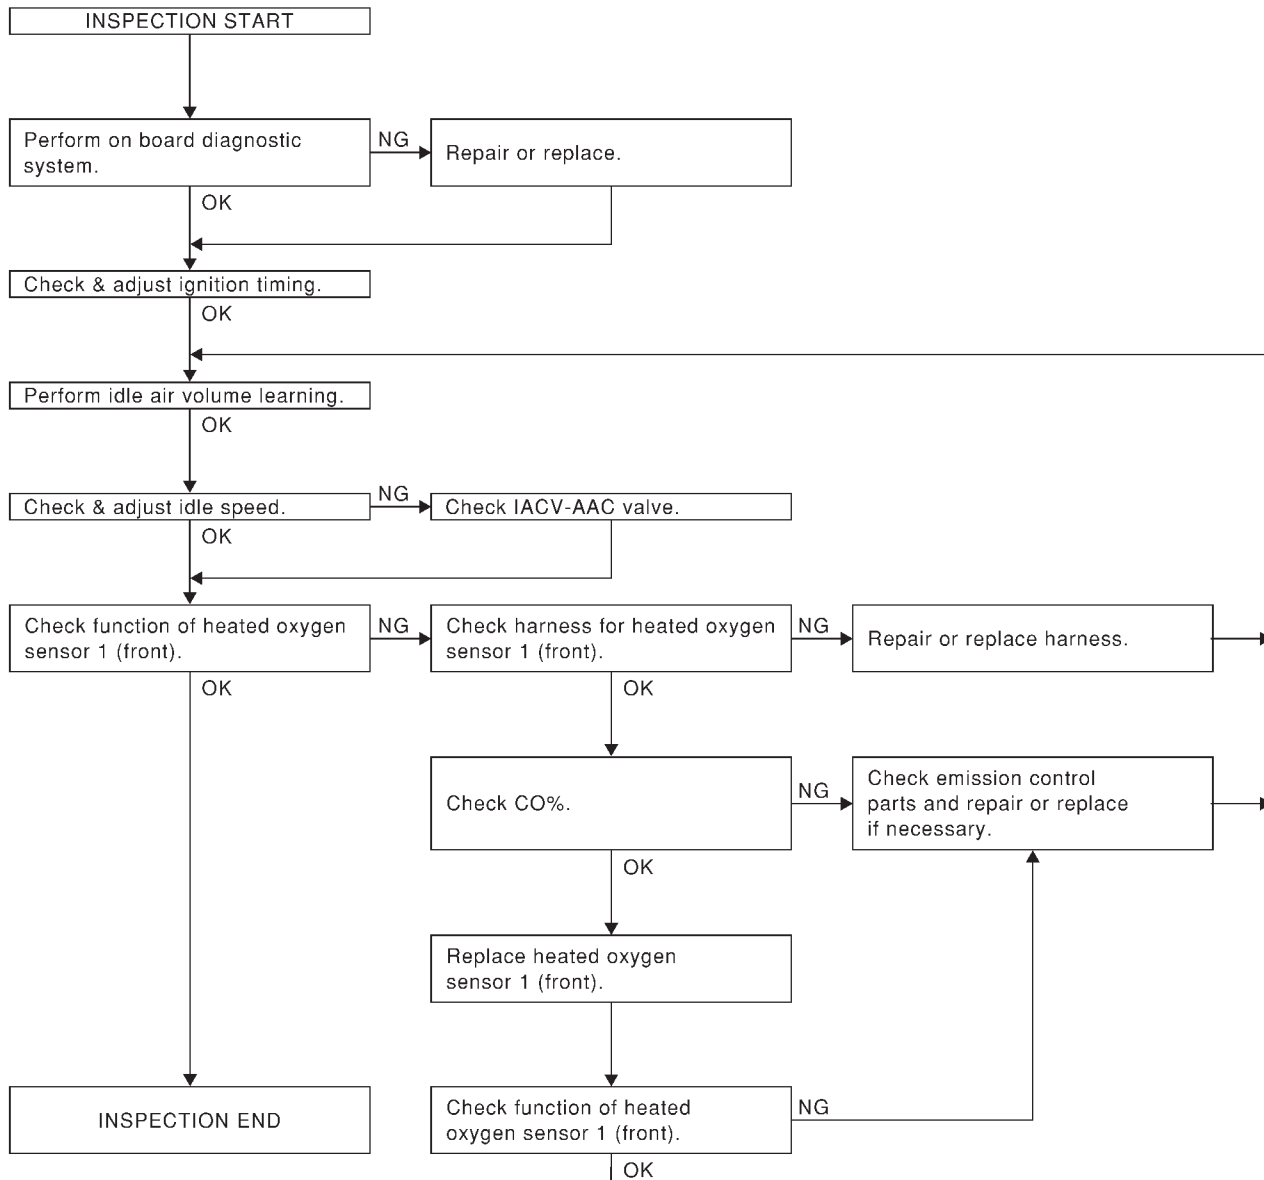 INSPECTION START
Perform on board diagnostic
system.
NG
Repair or replace.
OK
Check & adjust ignition timing.
OK
Perform idle air volume learning.
OK
Check & adjust idle speed.
NG
Check IACV-AAC valve.
OK
Check function of heated oxygen
sensor 1 (front).
NG
Check harness for heated oxygen
sensor 1 (front).
NG
Repair or replace harness.
OK
OK
Check CO%.
NG
Check emission control
parts and repair or replace
if necessary.
OK
Replace heated oxygen
sensor 1 (front).
INSPECTION END
Check function of heated
oxygen sensor 1 (front).
NG
OK